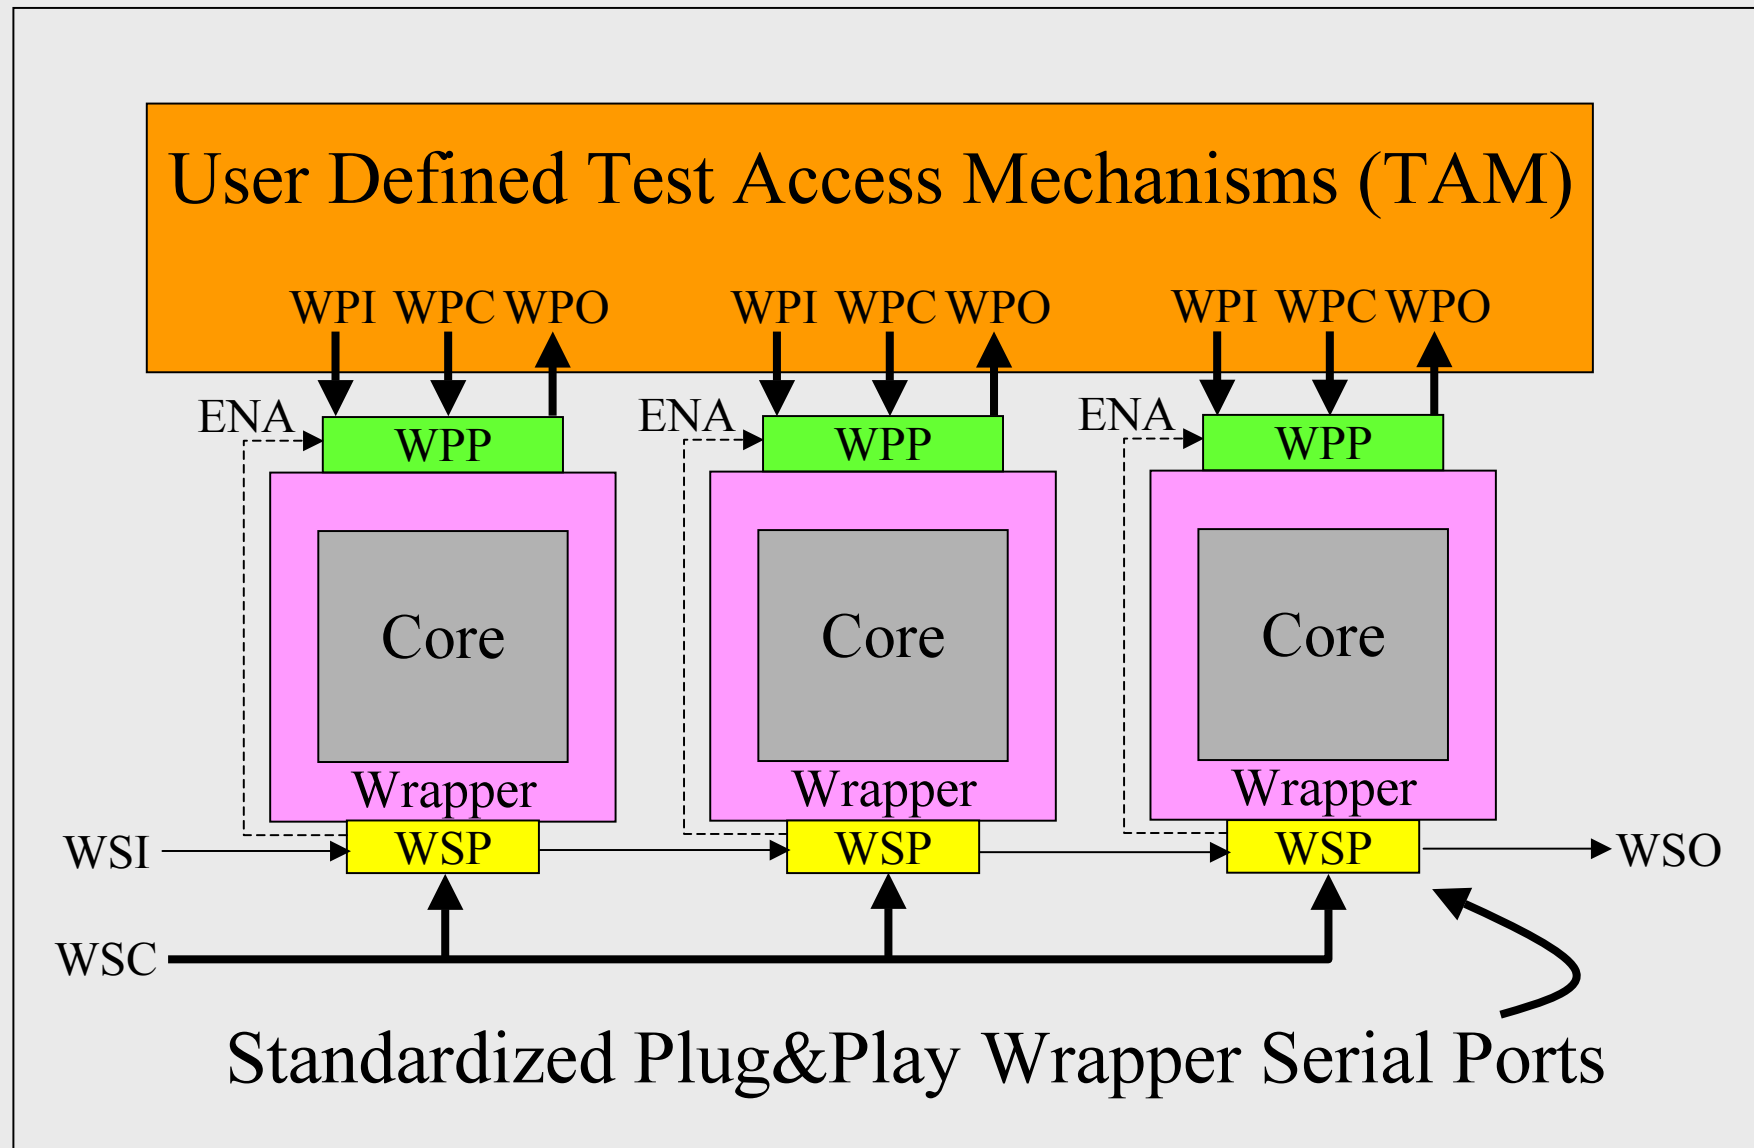 User Defined Test Access Mechanisms (TAM)
WPI WPC WPO WPI WPC WPO WPI WPC WPO
ENA ENA ENA
WPP WPP WPP
Core Core Core
Wrapper Wrapper Wrapper
WSI WSP WSP WSP WSO
WSC
Standardized Plug&Play Wrapper Serial Ports